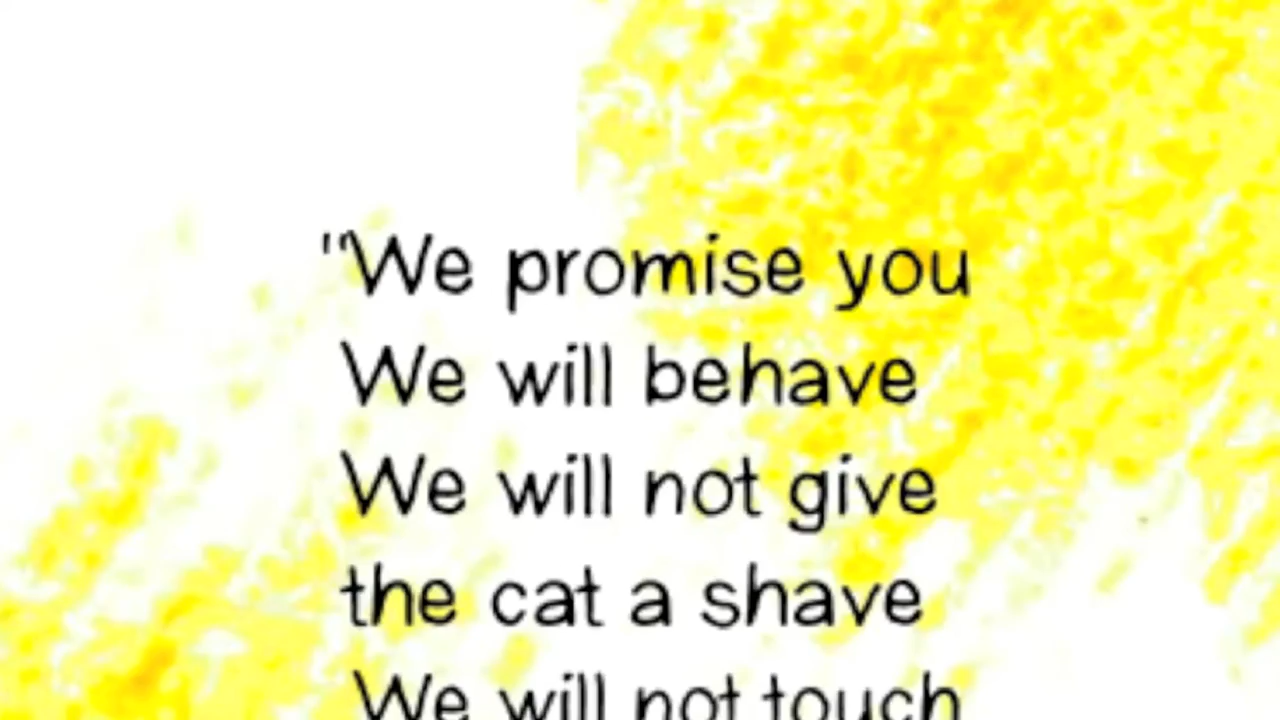 "We promise you
We will behave
We will not give
the cat a shave
We will not touch